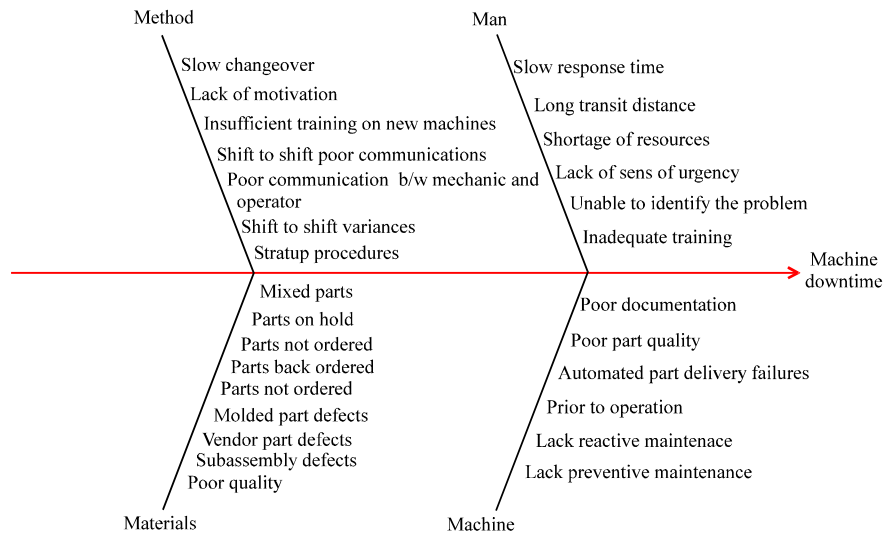 Method
Slow changeover
Lack of motivation
Insufficient training on new machines
Shift to shift poor communications
Poor communication b/w mechanic and
operator
Shift to shift variances
Stratup procedures
Man
Slow response time
Long transit distance
Shortage of resources
Lack of sens of urgency
Unable to identify the problem
Inadequate training
Machine
downtime
Mixed parts
Parts on hold
Parts not ordered
Parts back ordered
Parts not ordered
Molded part defects
Vendor part defects
Subassembly defects
Poor quality
Materials
Poor documentation
Poor part quality
Automated part delivery failures
Prior to operation
Lack reactive maintenace
Lack preventive maintenance
Machine